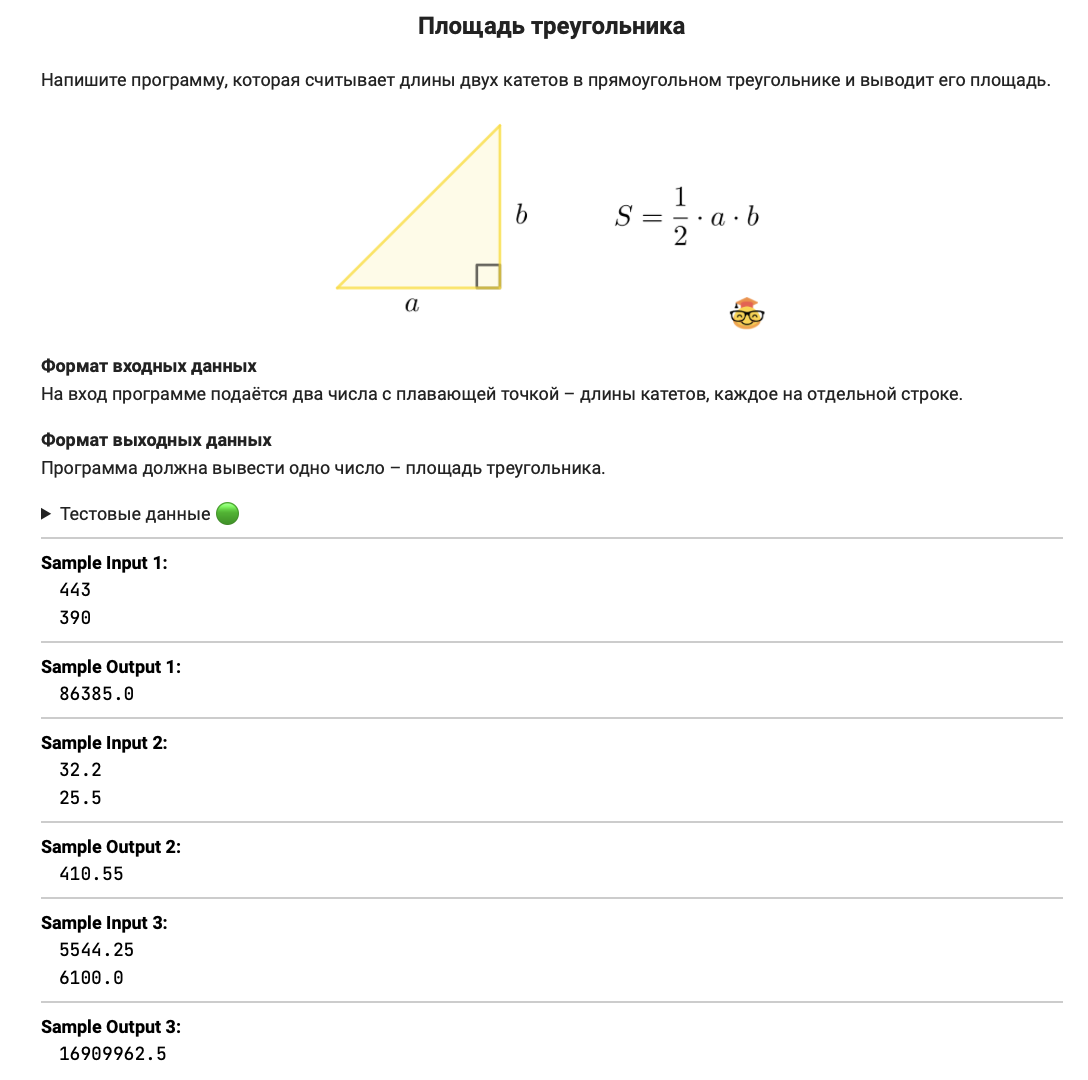 Площадь треугольника
Напишите программу, которая считывает длины двух катетов в прямоугольном треугольнике и выводит его площадь.
b
S = 1/2 · a · b
a
Формат входных данных
На вход программе подаётся два числа с плавающей точкой – длины катетов, каждое на отдельной строке.
Формат выходных данных
Программа должна вывести одно число – площадь треугольника.
Тестовые данные
Sample Input 1:
443
390
Sample Output 1:
86385.0
Sample Input 2:
32.2
25.5
Sample Output 2:
410.55
Sample Input 3:
5544.25
6100.0
Sample Output 3:
16909962.5